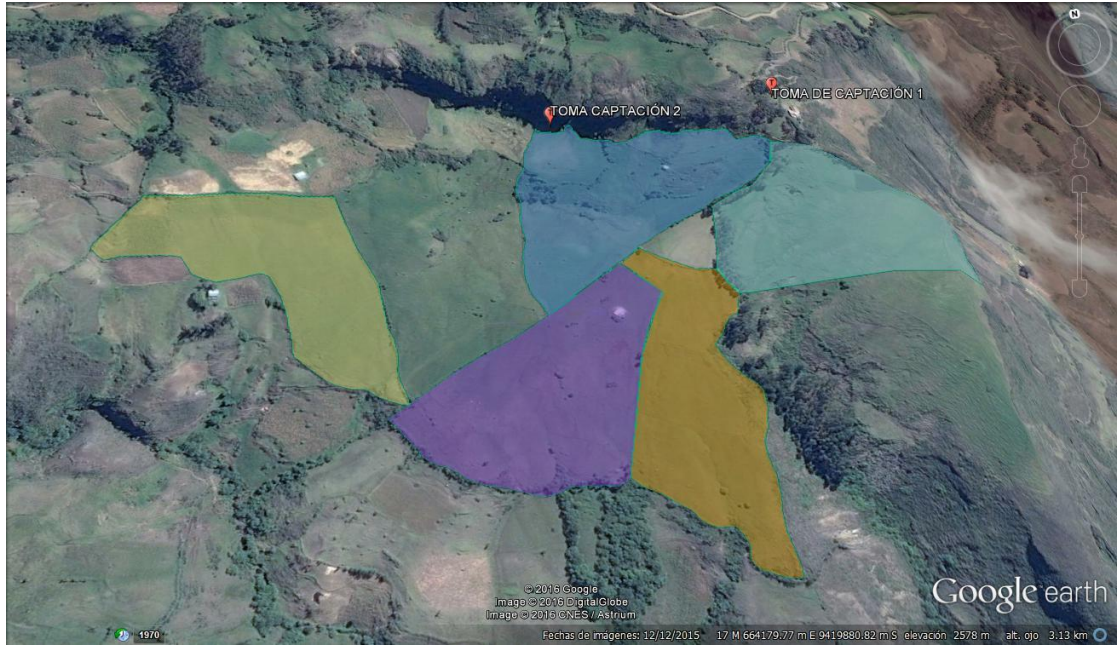 N
TOMA DE CAPTACIÓN 1
TOMA CAPTACIÓN 2
© 2016 Google
Image © 2016 DigitalGlobe
Image © 2016 CNES / Astrium
Google earth
1970
Fechas de imágenes: 12/12/2015 17 M 664179.77 m E 9419880.82 m S elevación 2578 m alt. ojo 3.13 km